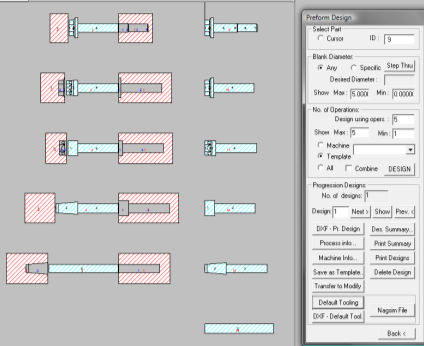 Preform Design
Select Part
Cursor ID : 9
Blank Diameter:
Any Specific Step Thru
Desired Diameter :
Show Max : 5.000 Min : 0.0000
No. of Operations:
Design using opers. : 5
Show Max : 5 Min : 1
Machine
Template
All Combine DESIGN
Progression Designs
No. of designs: 1
Design 1 Next > Show Prev. <
DXF - Pr. Design Des. Summary...
Process info .. Print Summary
Machine Info... Print Designs
Save as Template.. Delete Design
Transfer to Modify
Default Tooling
Nagsim File
DXF - Default Tool.
Back <